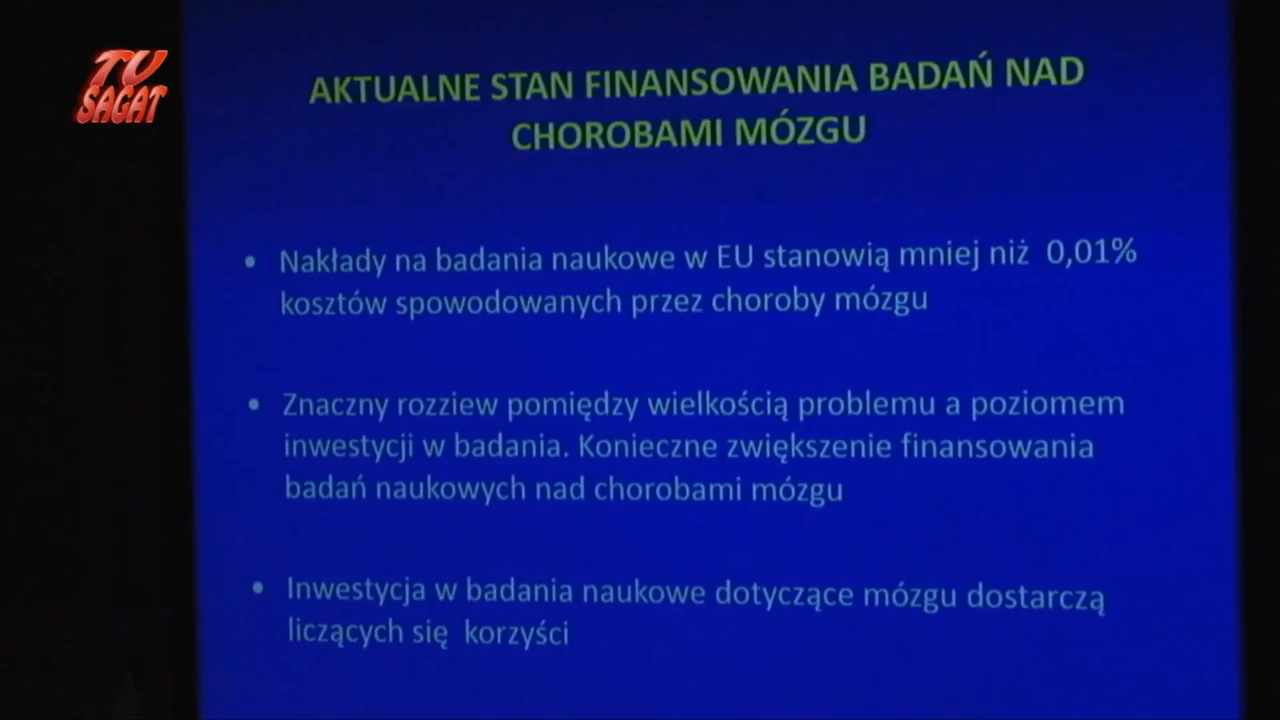 TV
SAGAT
AKTUALNE STAN FINANSOWANIA BADAŃ NAD
CHOROBAMI MÓZGU
• Nakłady na badania naukowe w EU stanowią mniej niż 0,01%
kosztów spowodowanych przez choroby mózgu
• Znaczny rozziew pomiędzy wielkością problemu a poziomem
inwestycji w badania. Konieczne zwiększenie finansowania
badań naukowych nad chorobami mózgu
• Inwestycja w badania naukowe dotyczące mózgu dostarczą
liczących się korzyści